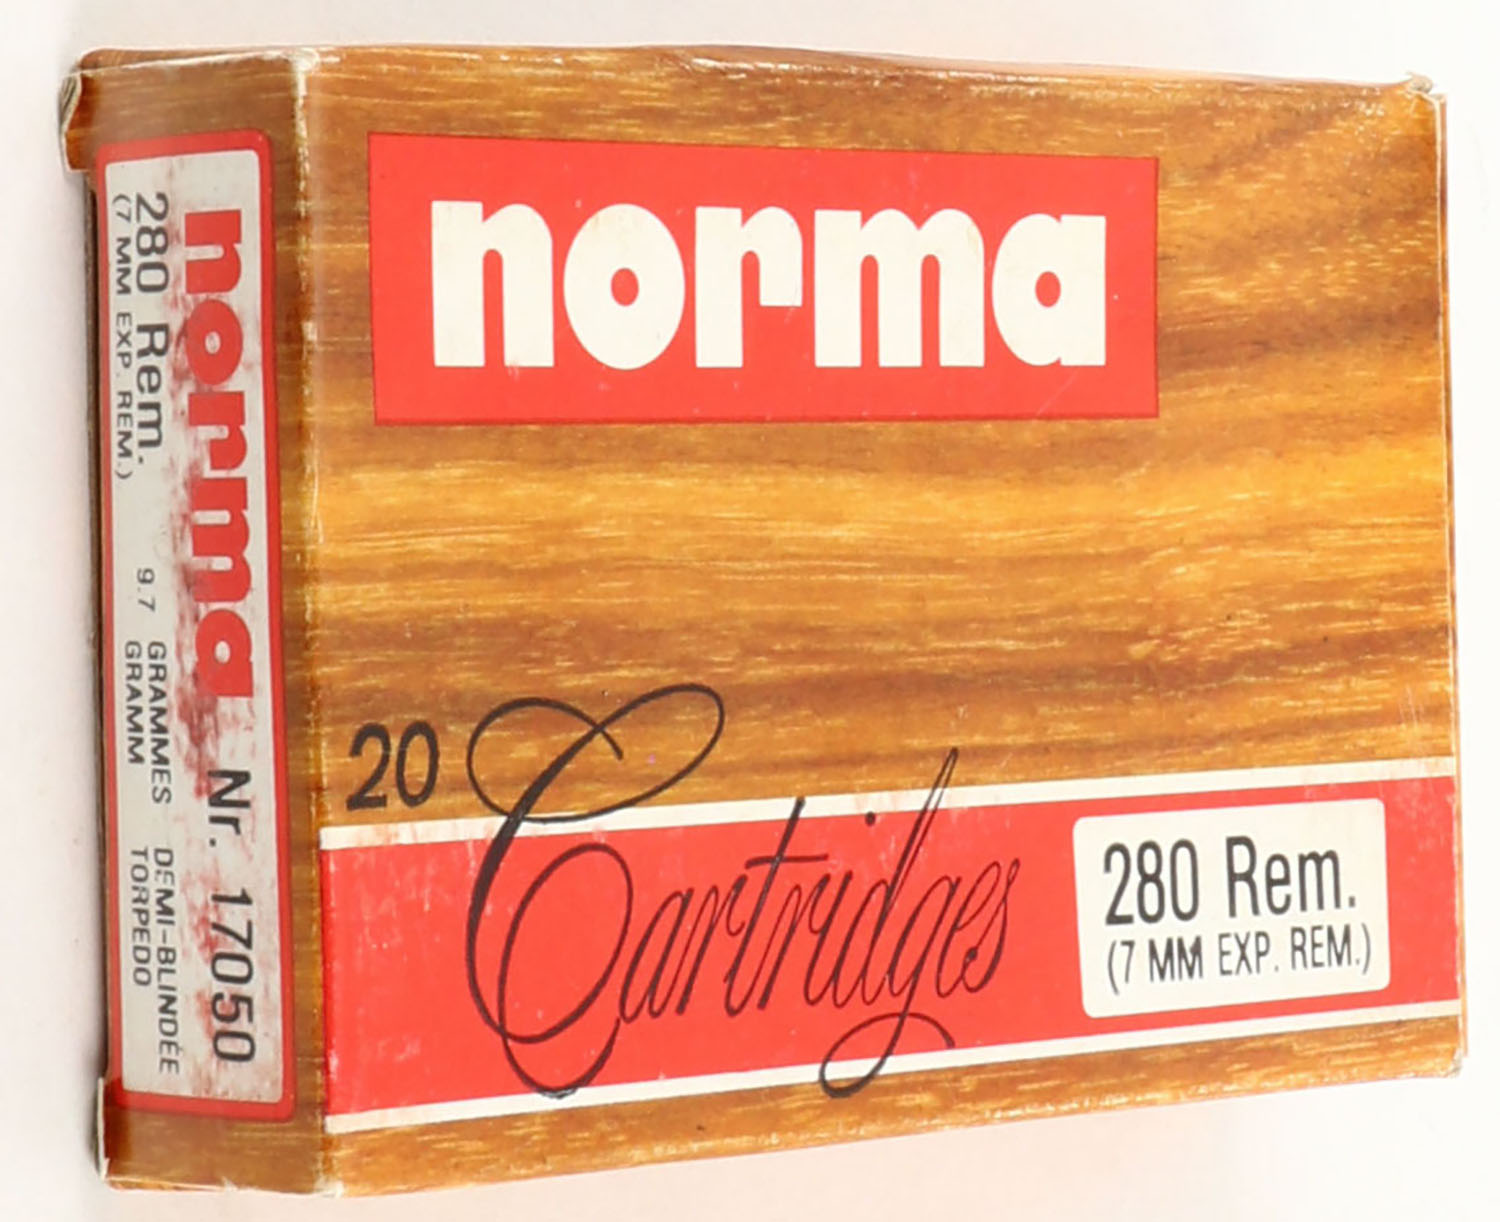 norma
20 Cartridges
280 Rem.
(7 MM EXP. REM.)
norma Nr. 17050
280 Rem. 9.7 GRAMMES DEMI-BLINDÉE
(7 MM EXP. REM.) GRAMM TORPEDO